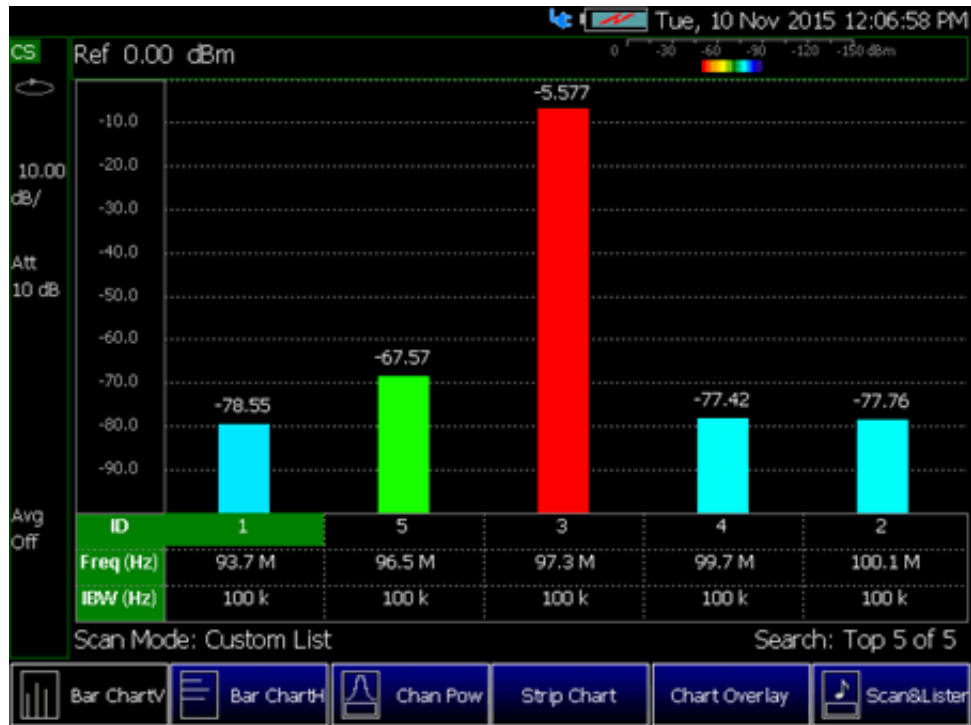 Tue, 10 Nov 2015 12:06:58 PM
CS
Ref 0.00 dBm
0 -30 -60 -90 -120 -150 dBm
10.00
dB/
Att
10 dB
Avg
Off
-10.0
-20.0
-30.0
-40.0
-50.0
-60.0
-70.0
-80.0
-90.0
-78.55
-67.57
-5.577
-77.42
-77.76
ID 1 5 3 4 2
Freq (Hz) 93.7 M 96.5 M 97.3 M 99.7 M 100.1 M
IBW (Hz) 100 k 100 k 100 k 100 k 100 k
Scan Mode: Custom List
Search: Top 5 of 5
Bar ChartV
Bar ChartH
Chan Pow
Strip Chart
Chart Overlay
Scan&Listen